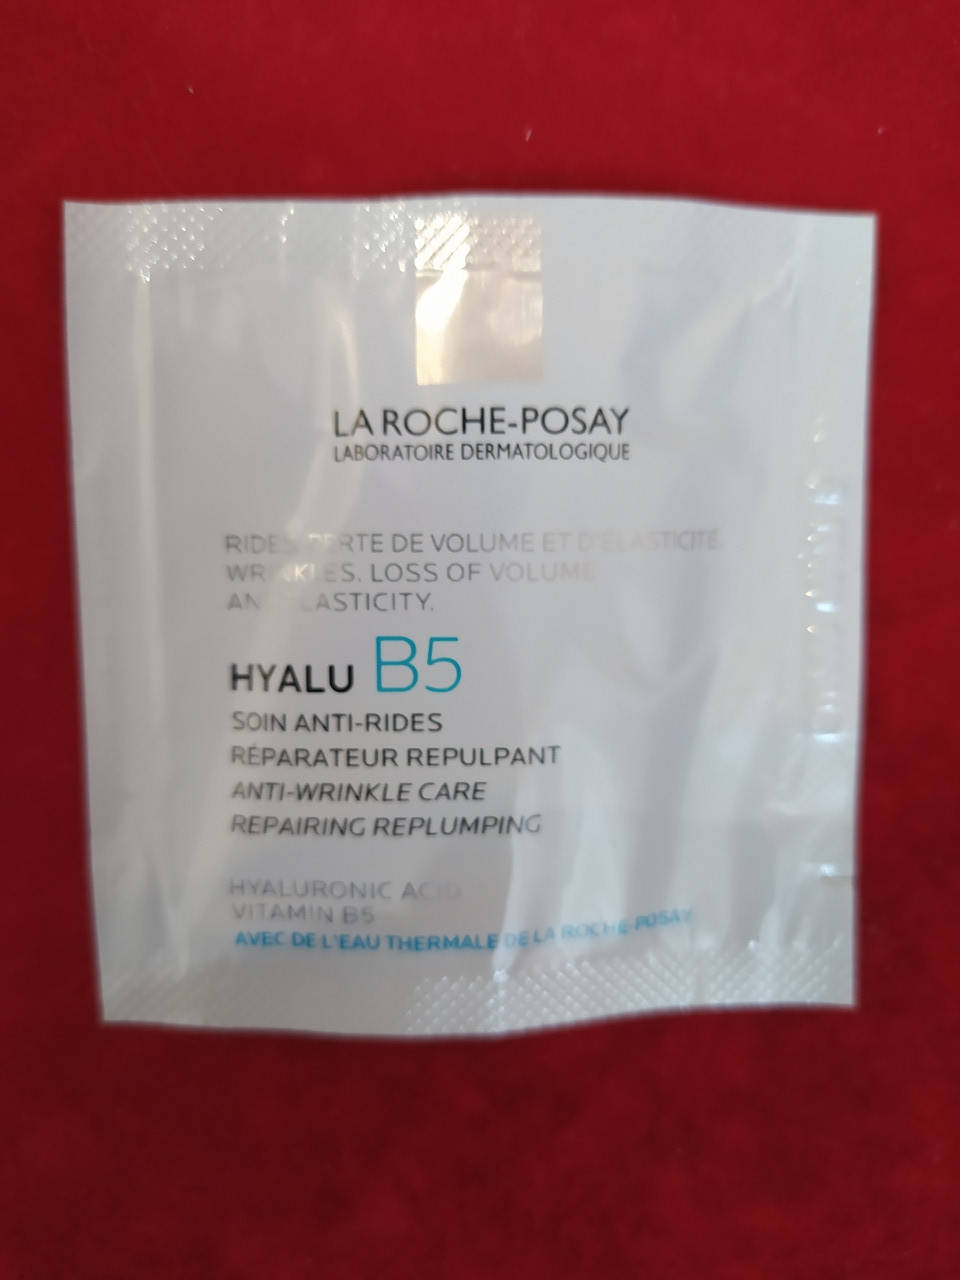 LA ROCHE-POSAY
LABORATOIRE DERMATOLOGIQUE
RIDES PERTE DE VOLUME ET D'ÉLASTICITÉ.
WRINKLES. LOSS OF VOLUME
AND ELASTICITY.
HYALU B5
SOIN ANTI-RIDES
RÉPARATEUR REPULPANT
ANTI-WRINKLE CARE
REPAIRING REPLUMPING
HYALURONIC ACID
VITAMIN B5
AVEC DE L'EAU THERMALE DE LA ROCHE-POSAY